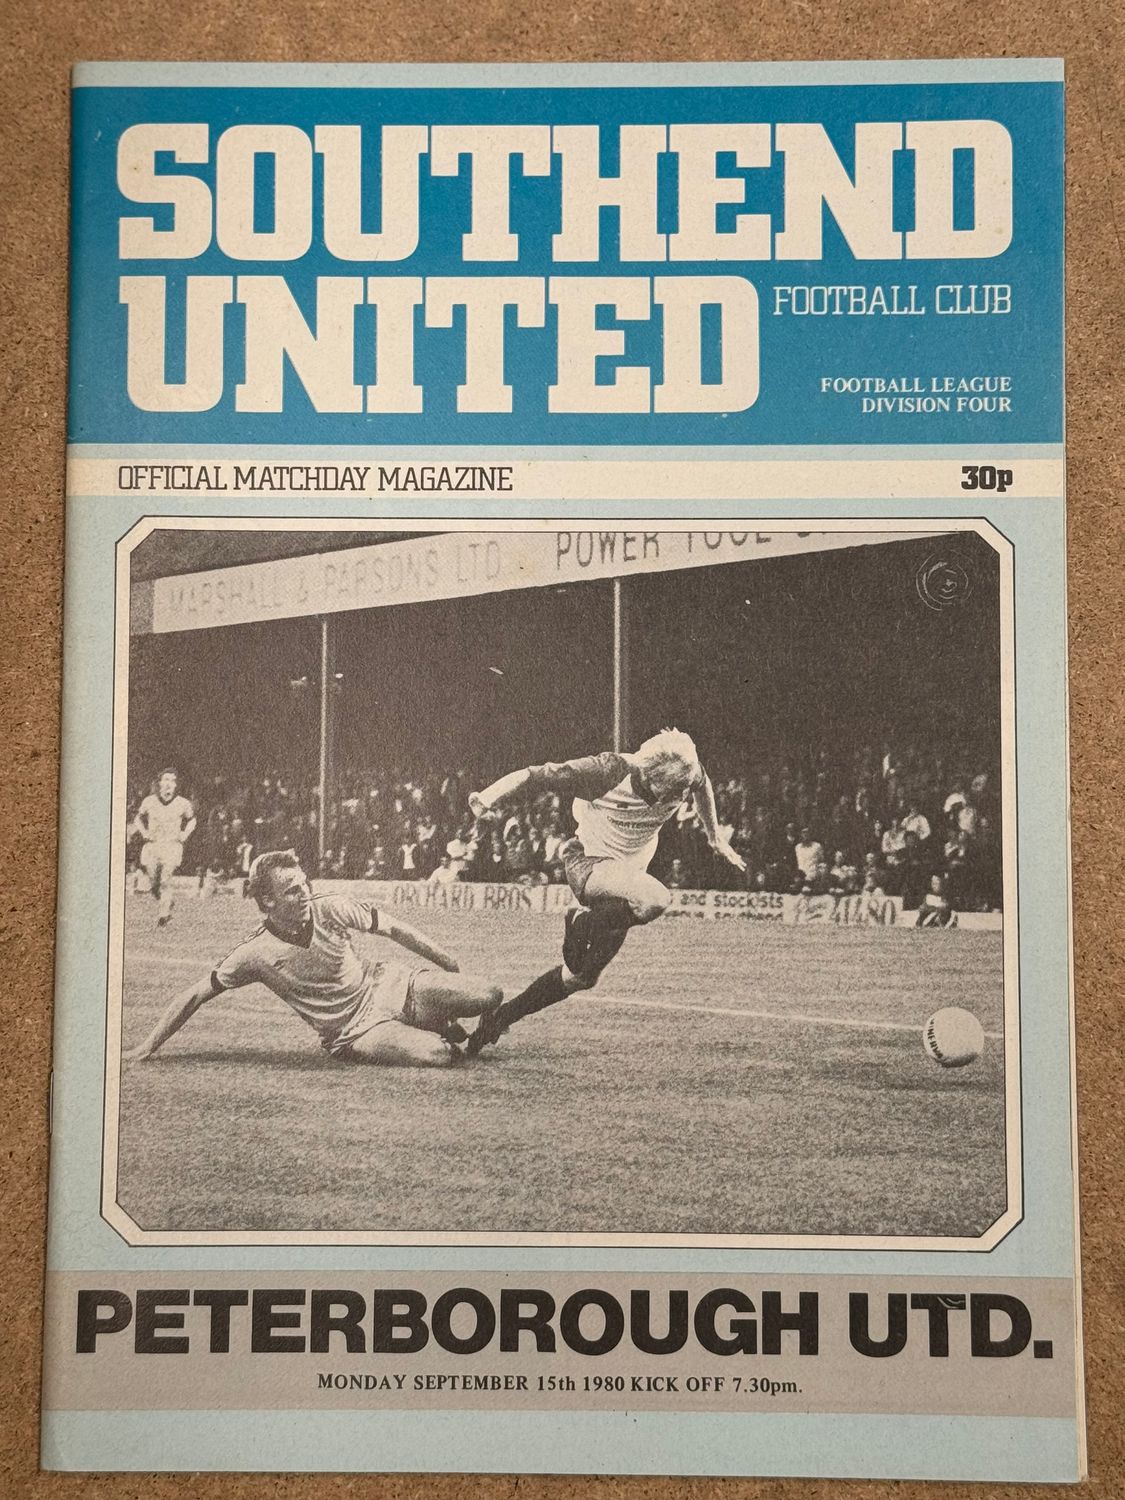 SOUTHEND
UNITED
FOOTBALL CLUB
FOOTBALL LEAGUE
DIVISION FOUR
OFFICIAL MATCHDAY MAGAZINE
30p
MARSHALL & PARSONS LTD
POWER TOOL
ORCHARD BROS LTD
and stockists
southend
PETERBOROUGH UTD.
MONDAY SEPTEMBER 15th 1980 KICK OFF 7.30pm.